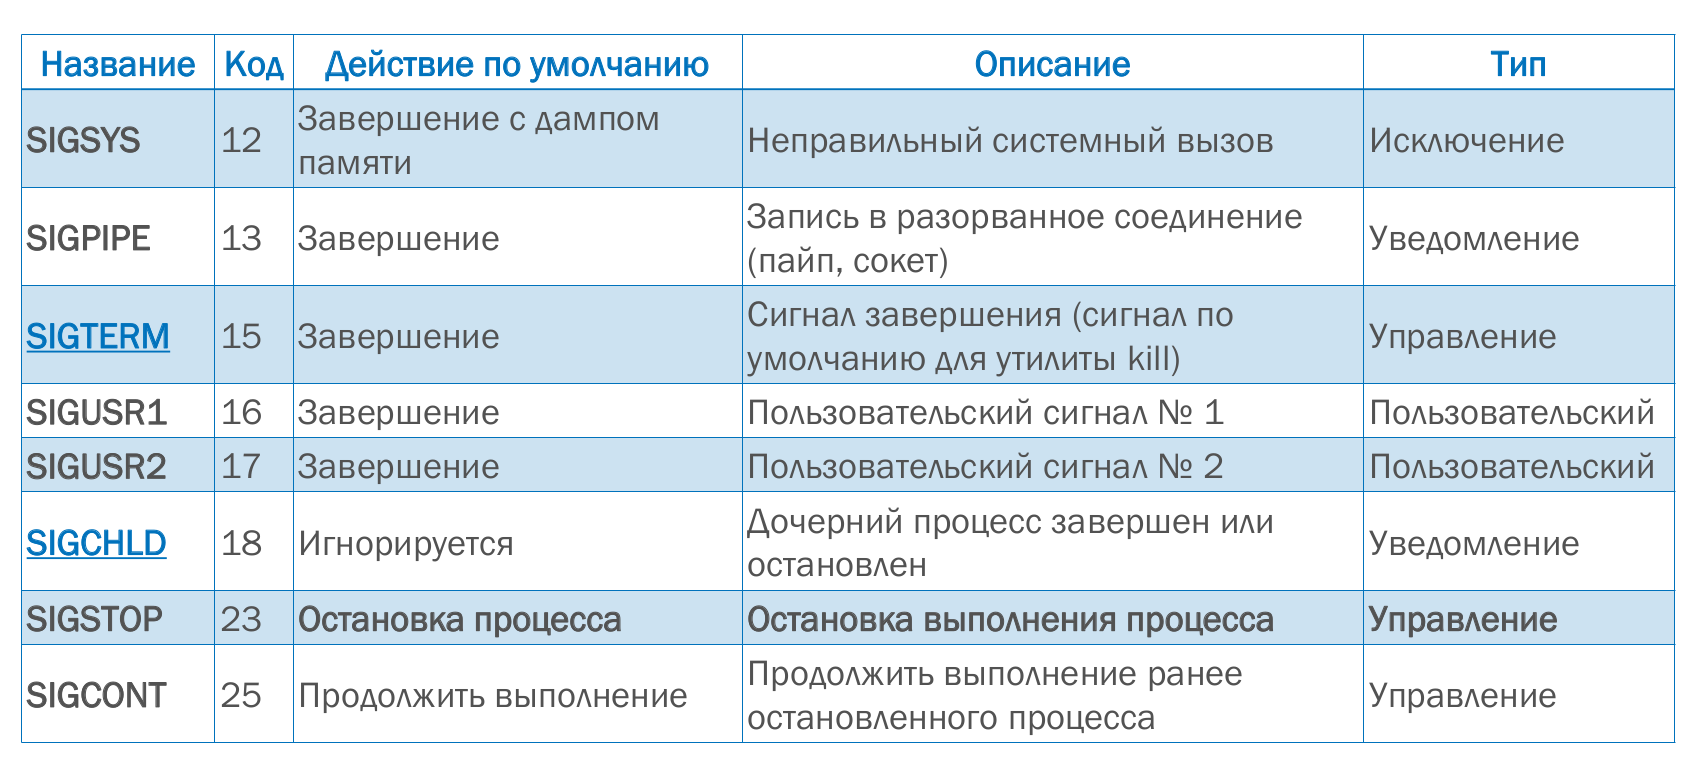 Название Код Действие по умолчанию Описание Тип
SIGSYS 12 Завершение с дампом памяти Неправильный системный вызов Исключение
SIGPIPE 13 Завершение Запись в разорванное соединение (пайп, сокет) Уведомление
SIGTERM 15 Завершение Сигнал завершения (сигнал по умолчанию для утилиты kill) Управление
SIGUSR1 16 Завершение Пользовательский сигнал № 1 Пользовательский
SIGUSR2 17 Завершение Пользовательский сигнал № 2 Пользовательский
SIGCHLD 18 Игнорируется Дочерний процесс завершен или остановлен Уведомление
SIGSTOP 23 Остановка процесса Остановка выполнения процесса Управление
SIGCONT 25 Продолжить выполнение Продолжить выполнение ранее остановленного процесса Управление